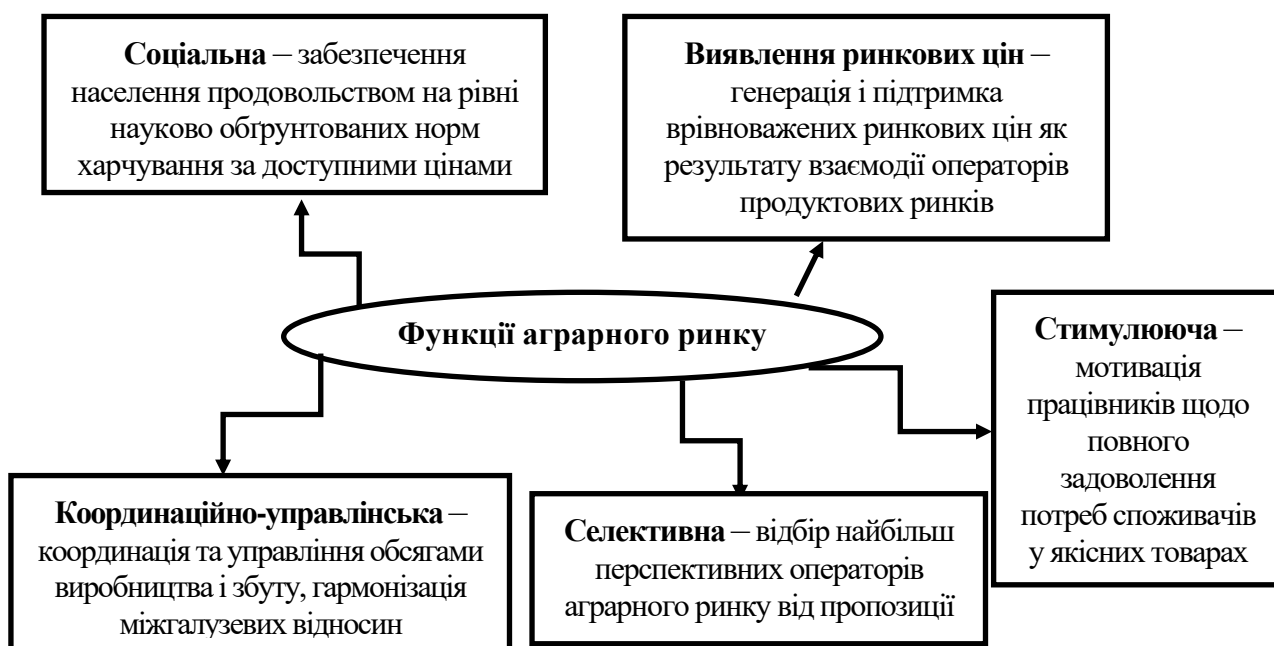 Соціальна – забезпечення
населення продовольством на рівні
науково обґрунтованих норм
харчування за доступними цінами
Виявлення ринкових цін –
генерація і підтримка
врівноважених ринкових цін як
результату взаємодії операторів
продуктових ринків
Функції аграрного ринку
Стимулююча –
мотивація
працівників щодо
повного
задоволення
потреб споживачів
у якісних товарах
Координаційно-управлінська –
координація та управління обсягами
виробництва і збуту, гармонізація
міжгалузевих відносин
Селективна – відбір найбільш
перспективних операторів
аграрного ринку від пропозиції